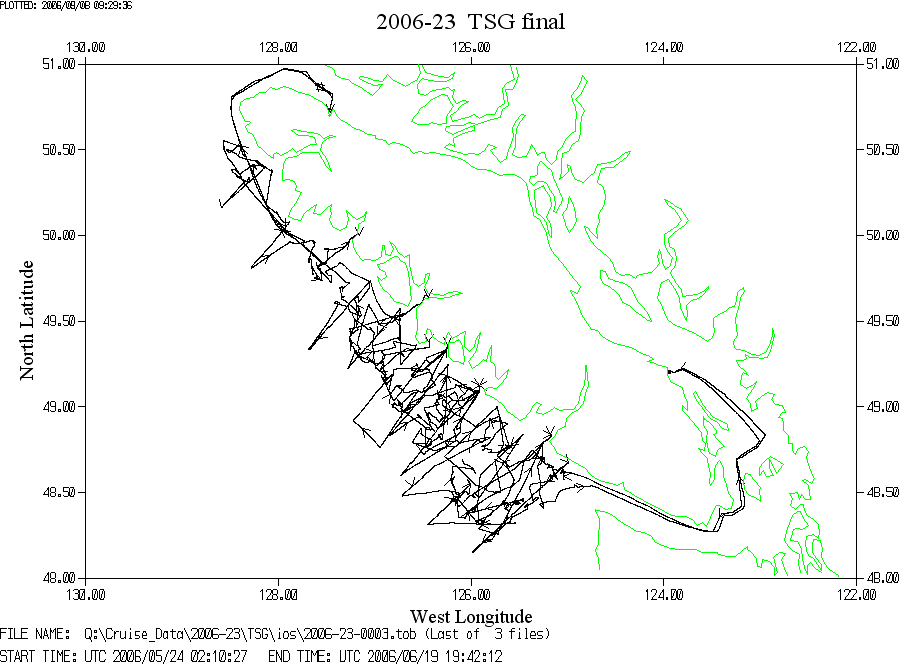 PLOTTED: 2006/09/08 09:29:36
2006-23 TSG final
130.00 128.00 126.00 124.00 122.00
51.00 51.00
50.50 50.50
50.00 50.00
49.50 49.50
49.00 49.00
48.50 48.50
48.00 48.00
North Latitude
130.00 128.00 126.00 124.00 122.00
West Longitude
FILE NAME: Q:\Cruise_Data\2006-23\TSG\ios\2006-23-0003.tob (Last of 3 files)
START TIME: UTC 2006/05/24 02:10:27 END TIME: UTC 2006/06/19 19:42:12